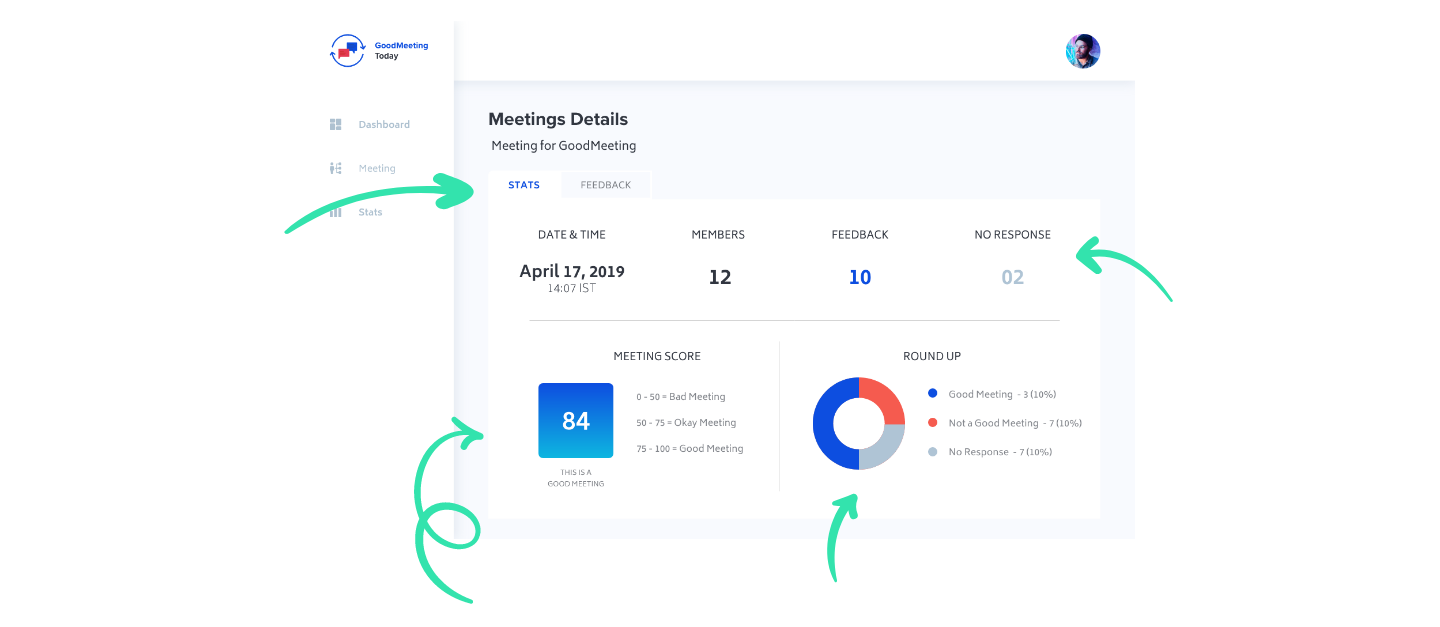 GoodMeeting
Today
Dashboard
Meeting
Stats
Meetings Details
Meeting for GoodMeeting
STATS
FEEDBACK
DATE & TIME
MEMBERS
FEEDBACK
NO RESPONSE
April 17, 2019
14:07 IST
12
10
02
MEETING SCORE
84
THIS IS A
GOOD MEETING
0 - 50 = Bad Meeting
50 - 75 = Okay Meeting
75 - 100 = Good Meeting
ROUND UP
Good Meeting - 3 (10%)
Not a Good Meeting - 7 (10%)
No Response - 7 (10%)